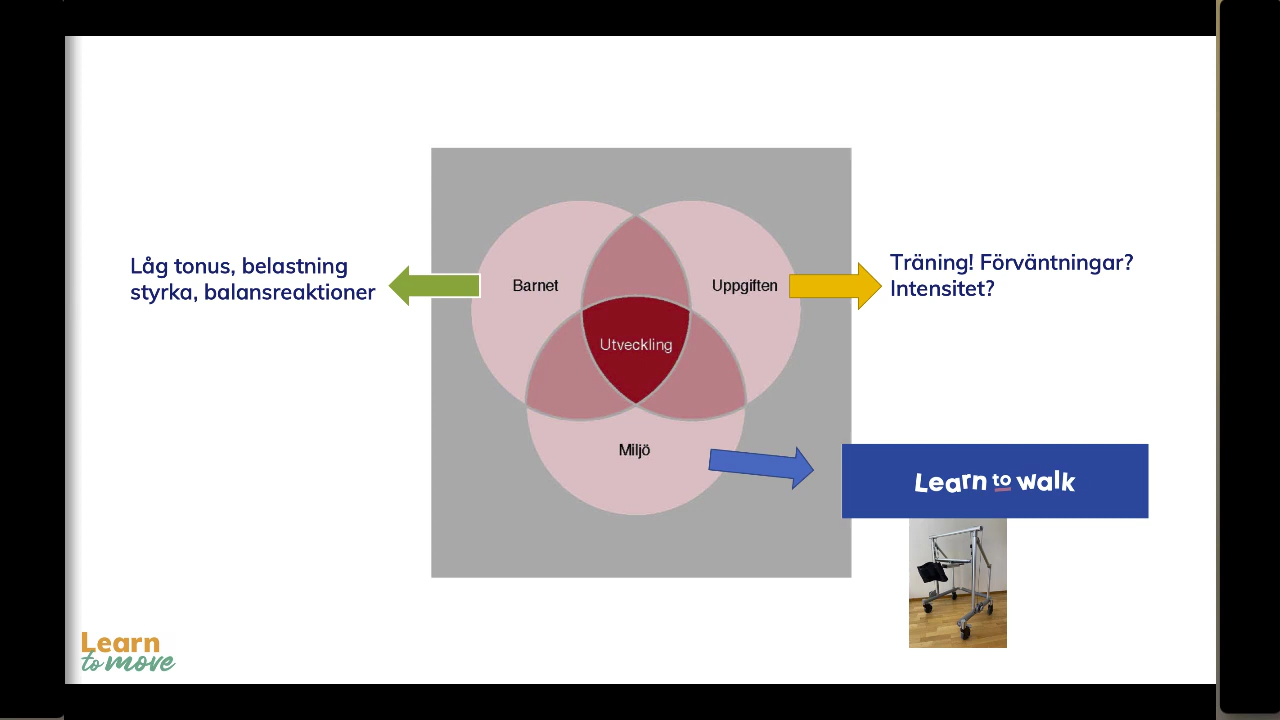 Låg tonus, belastning
styrka, balansreaktioner
Barnet
Uppgiften
Träning! Förväntningar?
Intensitet?
Utveckling
Miljö
Learn to walk
Learn
to move